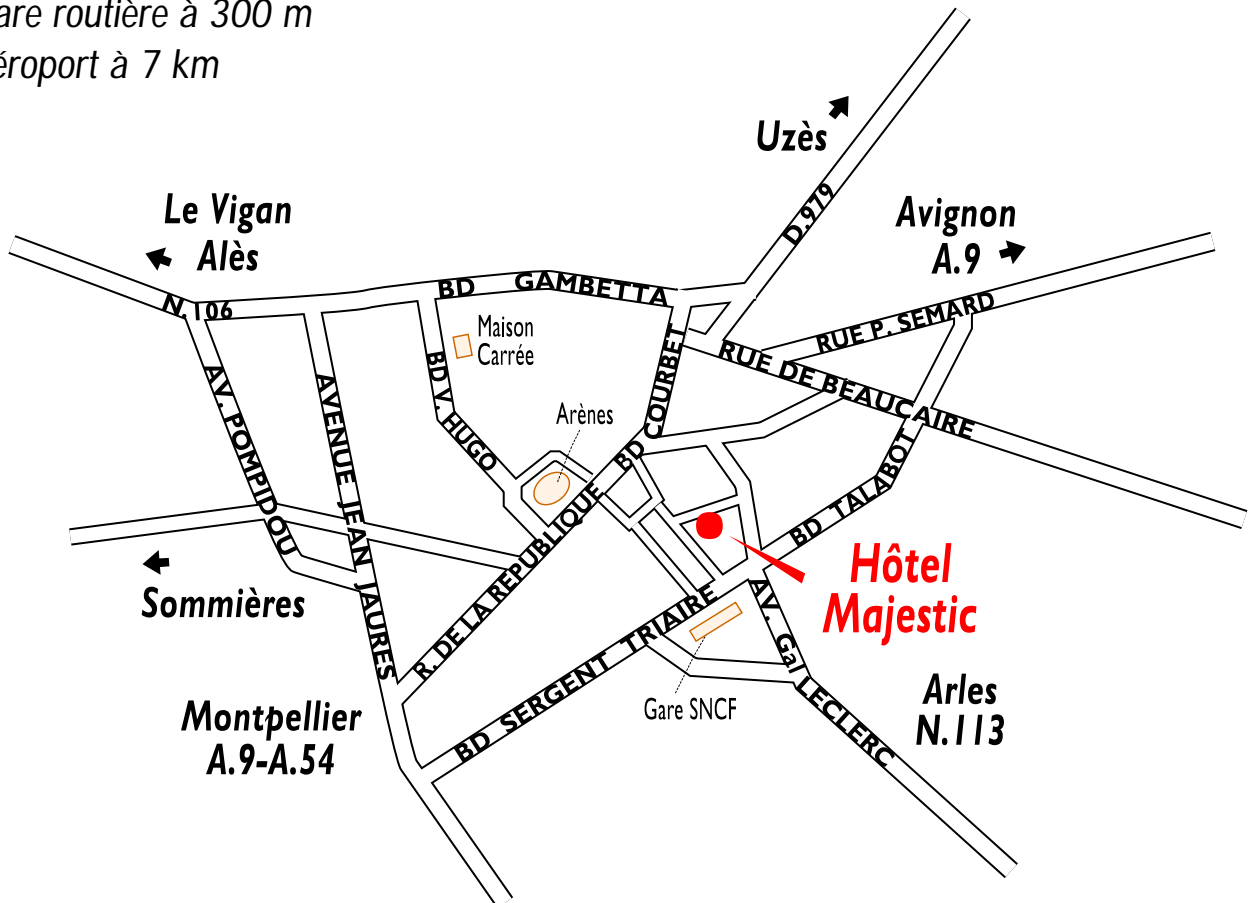 are routière à 300 m
éroport à 7 km
Uzès
D.979
Le Vigan
Alès
Avignon
A.9
N.106
BD GAMBETTA
RUE P. SEMARD
Maison
Carrée
BD V. HUGO
BD COURBET
RUE DE BEAUCAIRE
AV. POMPIDOU
AVENUE JEAN JAURES
Arènes
BD TALABOT
R. DE LA REPUBLIQUE
Hôtel
Majestic
Sommières
BD SERGENT TRIAIRE
AV. Gal LECLERC
Gare SNCF
Arles
N.113
Montpellier
A.9-A.54